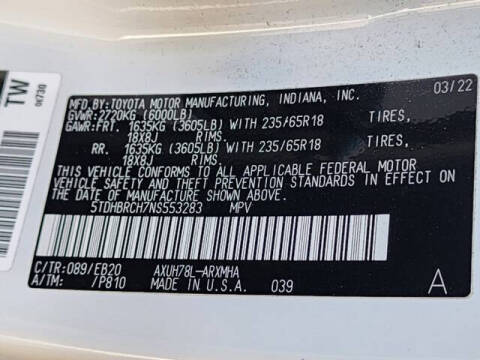 TW
0X730
MFD.BY:TOYOTA MOTOR MANUFACTURING, INDIANA, INC. 03/22
GVWR:2720KG (6000LB)
GAWR:FRT. 1635KG (3605LB) WITH 235/65R18 TIRES,
18X8J RIMS.
RR. 1635KG (3605LB) WITH 235/65R18 TIRES,
18X8J RIMS.
THIS VEHICLE CONFORMS TO ALL APPLICABLE FEDERAL MOTOR
VEHICLE SAFETY AND THEFT PREVENTION STANDARDS IN EFFECT ON
THE DATE OF MANUFACTURE SHOWN ABOVE.
5TDHBRCH7NS553283 MPV
C/TR:089/EB20 AXUH78L-ARXMHA
A/TM: /P810 MADE IN U.S.A. 039 A